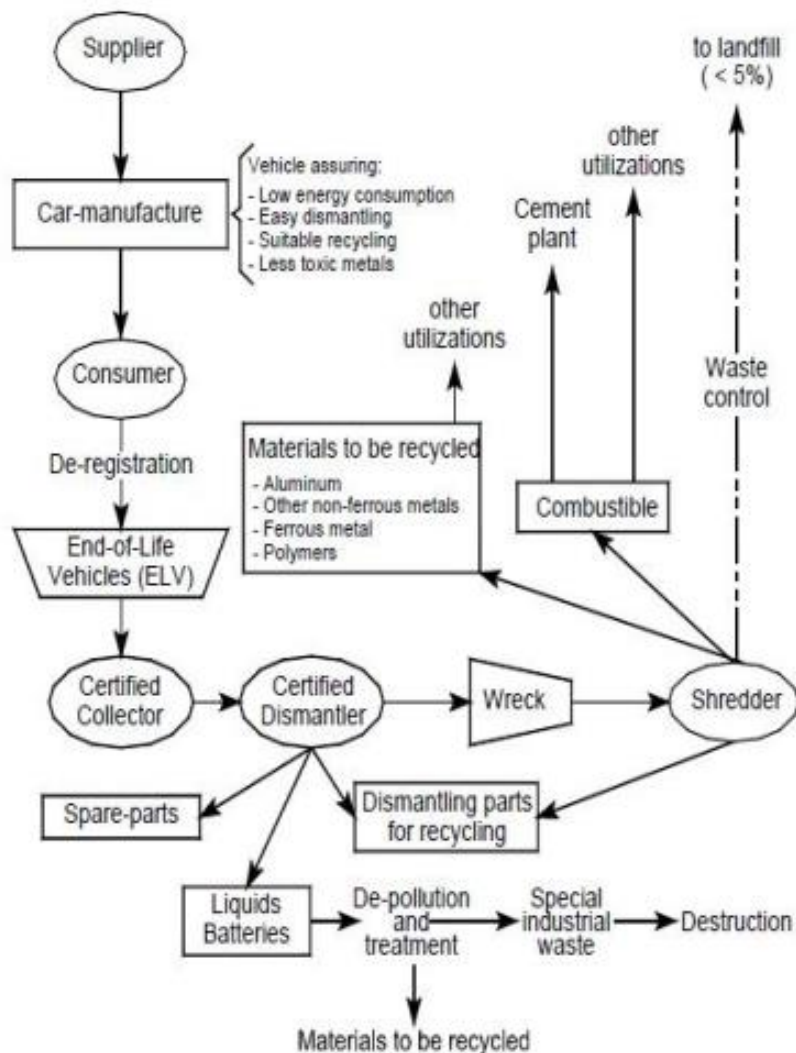 Supplier
to landfill
( < 5%)
Vehicle assuring:
- Low energy consumption
- Easy dismantling
- Suitable recycling
- Less toxic metals
Car-manufacture
other
utilizations
Cement
plant
other
utilizations
Waste
control
Consumer
De-registration
Materials to be recycled
- Aluminum
- Other non-ferrous metals
- Ferrous metal
- Polymers
Combustible
End-of-Life
Vehicles (ELV)
Certified
Collector
Certified
Dismantler
Wreck
Shredder
Spare-parts
Dismantling parts
for recycling
Liquids
Batteries
De-pollution
and
treatment
Special
industrial
waste
Destruction
Materials to be recycled